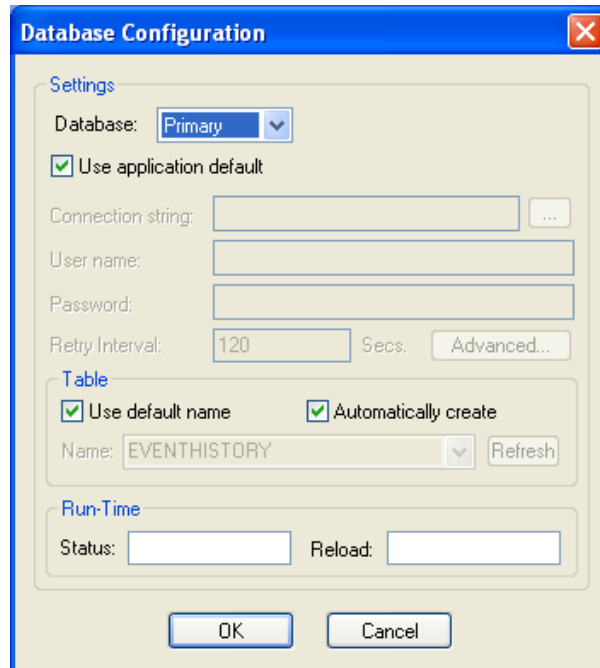 Database Configuration
Settings
Database: Primary
Use application default
Connection string: ...
User name:
Password:
Retry Interval: 120 Secs. Advanced...
Table
Use default name Automatically create
Name: EVENTHISTORY Refresh
Run-Time
Status: Reload:
OK Cancel